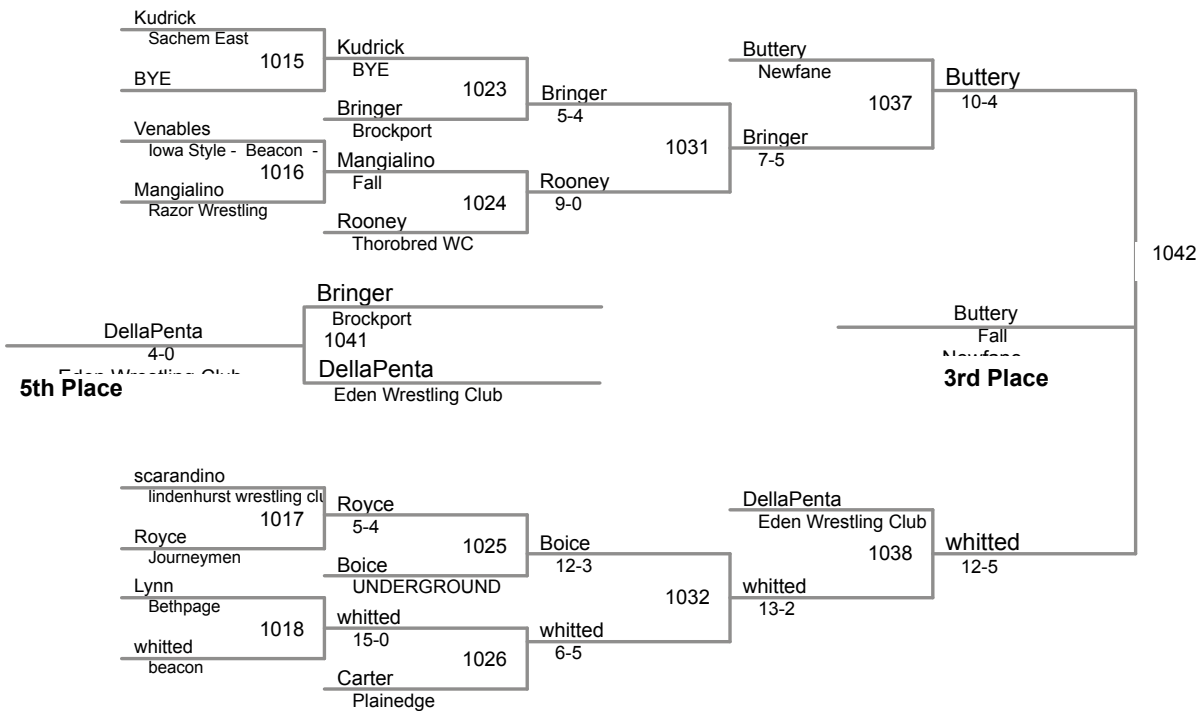 Kudrick
Sachem East
1015
BYE
Kudrick
BYE
1023
Bringer
Brockport
Venables
Iowa Style - Beacon -
1016
Mangialino
Razor Wrestling
Mangialino
Fall
1024
Rooney
Thorobred WC
Bringer
5-4
1031
Rooney
9-0
Buttery
Newfane
1037
Bringer
7-5
Buttery
10-4
1042
Bringer
Brockport
1041
DellaPenta
Eden Wrestling Club
DellaPenta
4-0
Eden Wrestling Club
5th Place
Buttery
Fall
Newfane
3rd Place
scarandino
lindenhurst wrestling clu
1017
Royce
Journeymen
Royce
5-4
1025
Boice
UNDERGROUND
Lynn
Bethpage
1018
whitted
beacon
whitted
15-0
1026
Carter
Plainedge
Boice
12-3
1032
whitted
6-5
DellaPenta
Eden Wrestling Club
1038
whitted
13-2
whitted
12-5